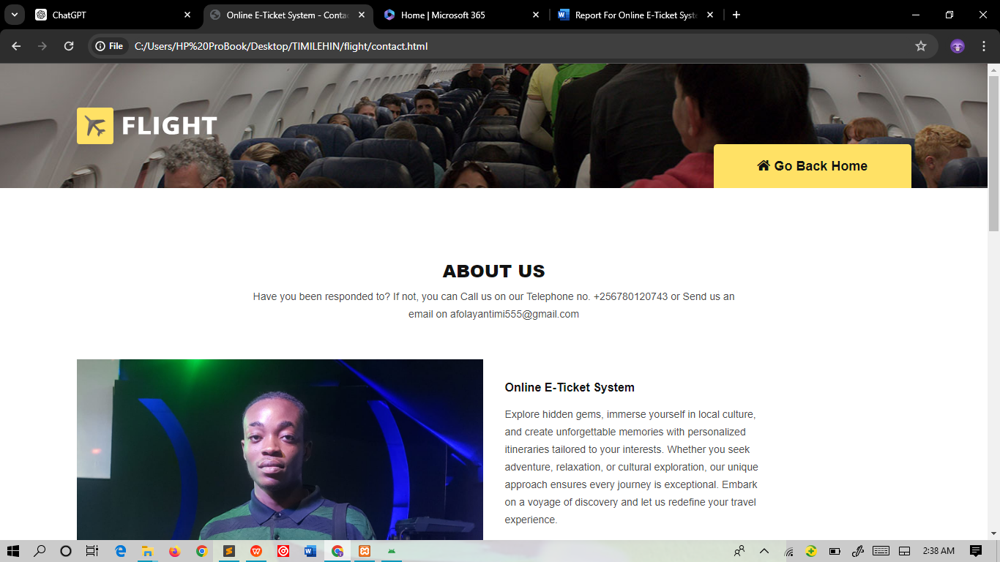 ChatGPT
Online E-Ticket System - Contac
Home | Microsoft 365
Report For Online E-Ticket Syste
File
C:/Users/HP%20ProBook/Desktop/TIMILEHIN/flight/contact.html
FLIGHT
Go Back Home
ABOUT US
Have you been responded to? If not, you can Call us on our Telephone no. +256780120743 or Send us an
email on afolayantimi555@gmail.com
Online E-Ticket System
Explore hidden gems, immerse yourself in local culture,
and create unforgettable memories with personalized
itineraries tailored to your interests. Whether you seek
adventure, relaxation, or cultural exploration, our unique
approach ensures every journey is exceptional. Embark
on a voyage of discovery and let us redefine your travel
experience.
2:38 AM